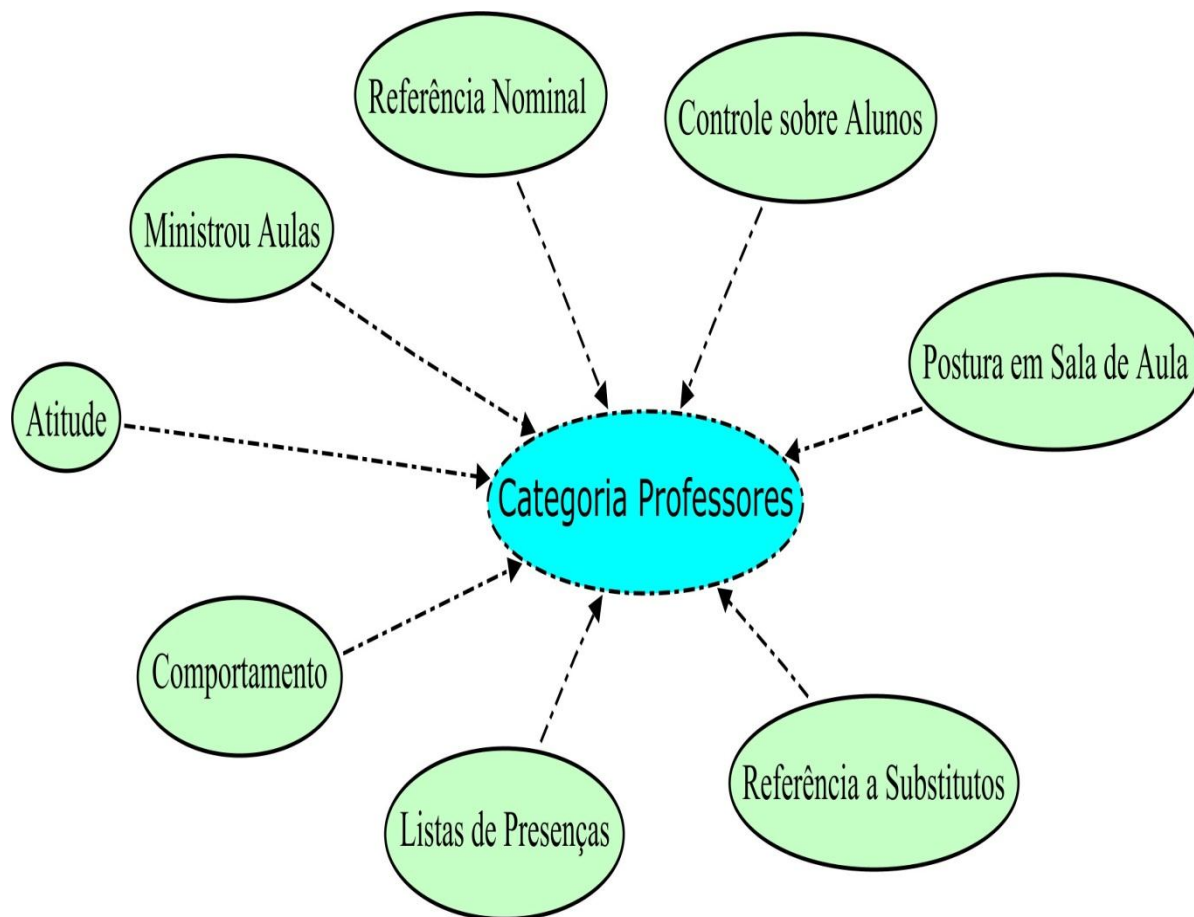 Referência Nominal
Controle sobre Alunos
Ministrou Aulas
Postura em Sala de Aula
Atitude
Categoria Professores
Comportamento
Referência a Substitutos
Listas de Presenças